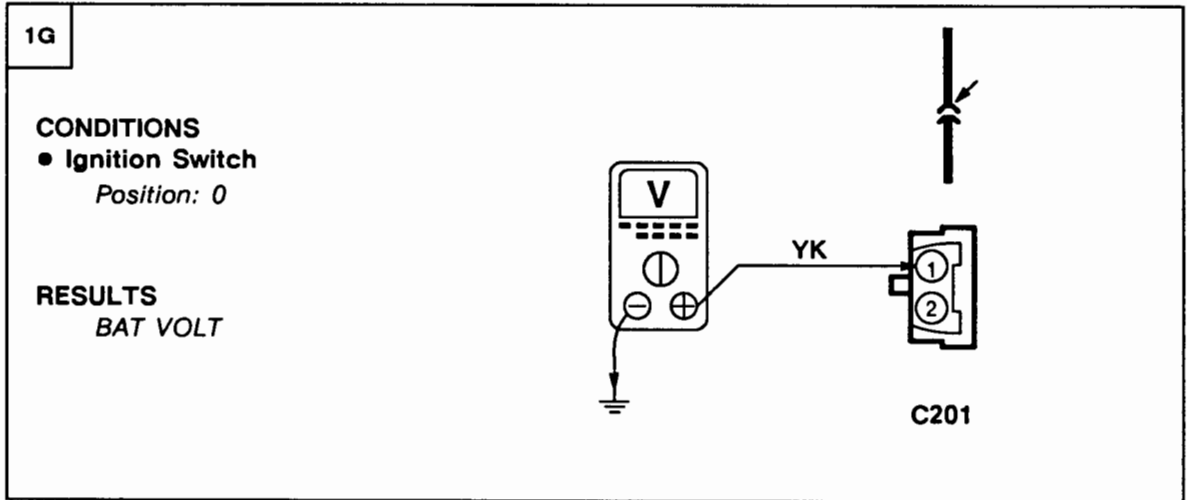 1G
CONDITIONS
● Ignition Switch
Position: 0
RESULTS
BAT VOLT
V
− +
YK
1
2
C201